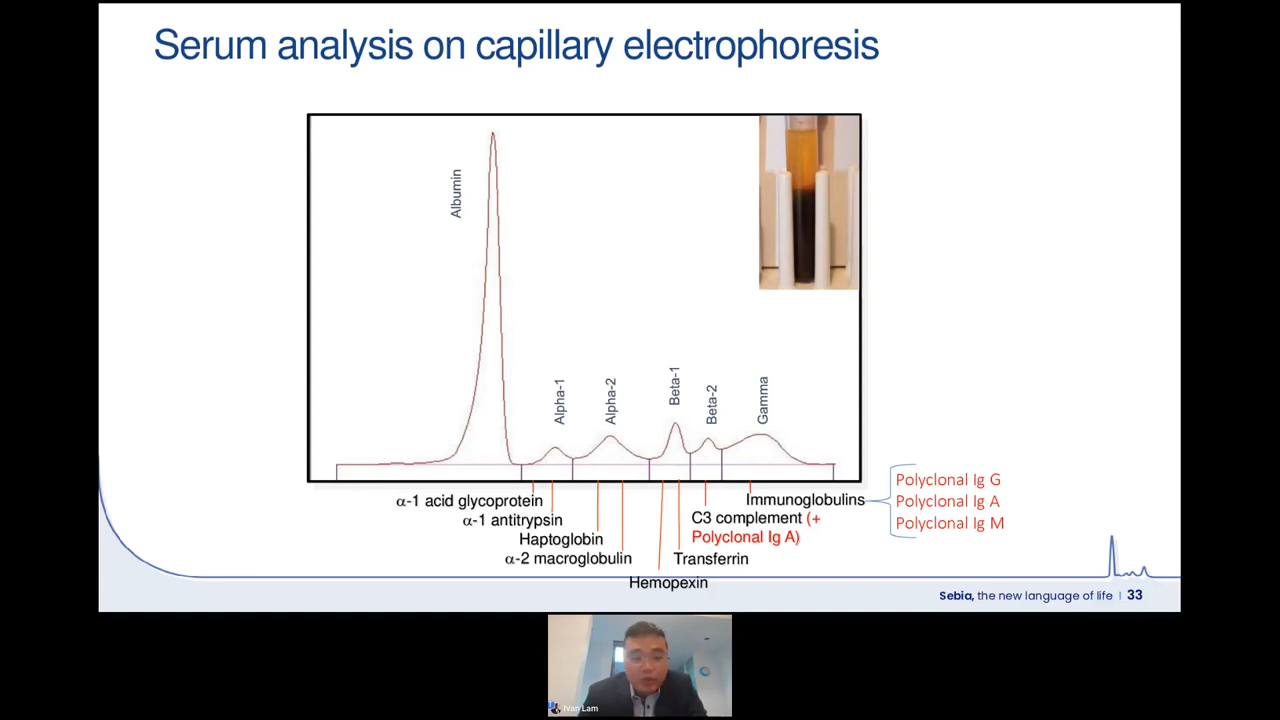 Serum analysis on capillary electrophoresis
Albumin
Alpha-1
Alpha-2
Beta-1
Beta-2
Gamma
α-1 acid glycoprotein
α-1 antitrypsin
Haptoglobin
α-2 macroglobulin
Hemopexin
Transferrin
C3 complement (+
Polyclonal Ig A)
Immunoglobulins
Polyclonal Ig G
Polyclonal Ig A
Polyclonal Ig M
Sebia, the new language of life | 33
Ivan Lam